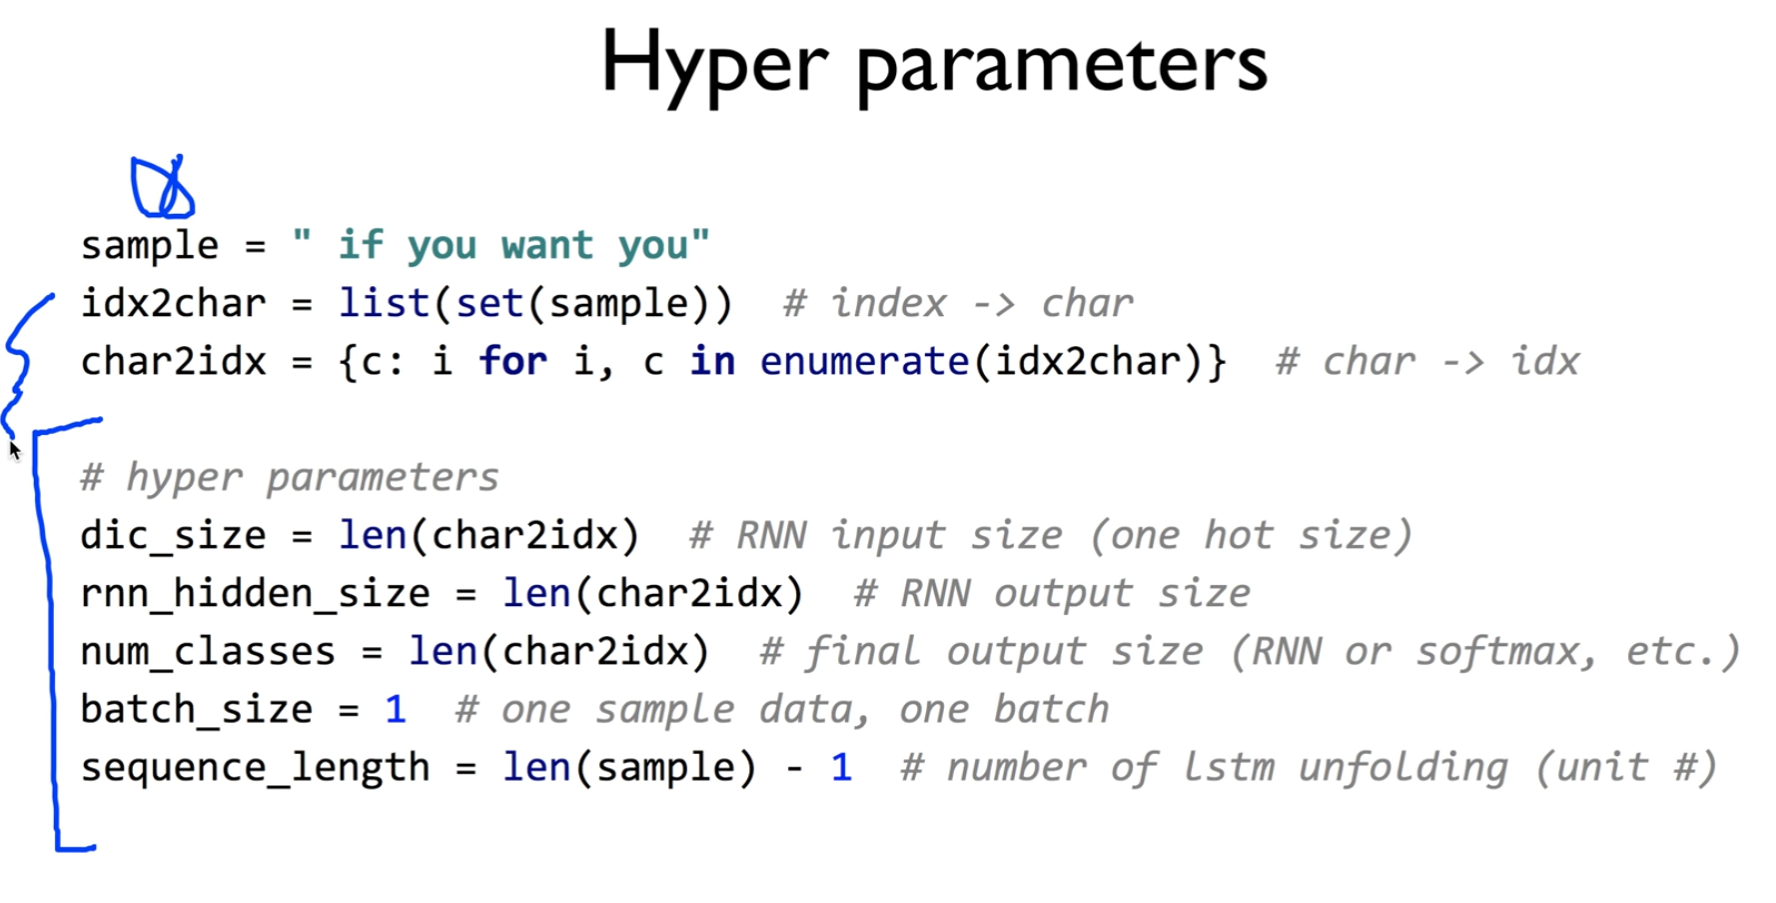 Hyper parameters
sample = " if you want you"
idx2char = list(set(sample))  # index -> char
char2idx = {c: i for i, c in enumerate(idx2char)}  # char -> idx
# hyper parameters
dic_size = len(char2idx)  # RNN input size (one hot size)
rnn_hidden_size = len(char2idx)  # RNN output size
num_classes = len(char2idx)  # final output size (RNN or softmax, etc.)
batch_size = 1  # one sample data, one batch
sequence_length = len(sample) - 1  # number of lstm unfolding (unit #)